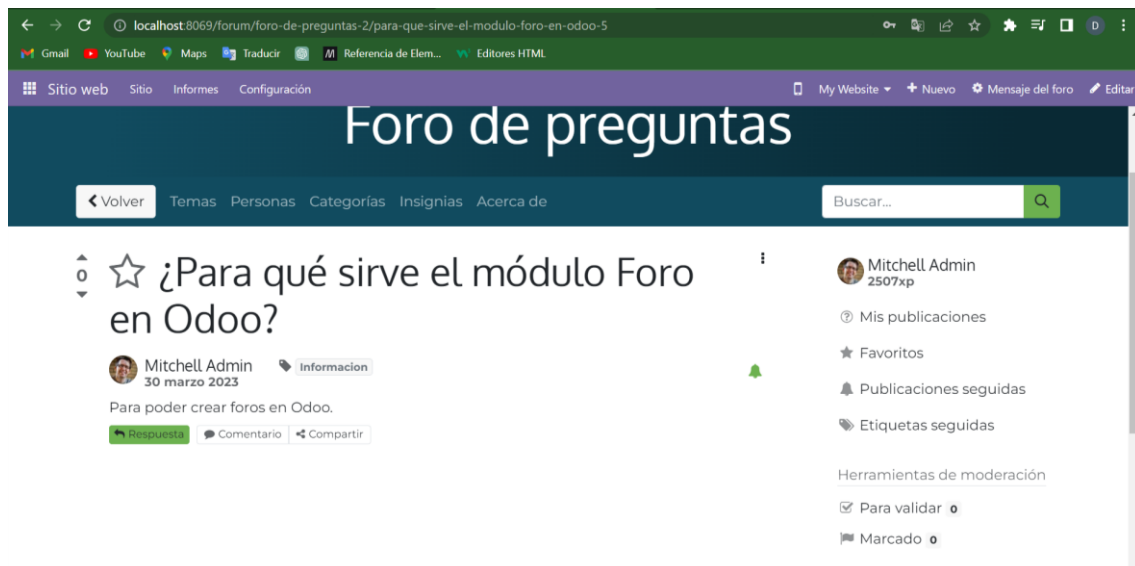 localhost:8069/forum/foro-de-preguntas-2/para-que-sirve-el-modulo-foro-en-odoo-5
Gmail YouTube Maps Traducir Referencia de Elem... Editores HTML
Sitio web Sitio Informes Configuración My Website Nuevo Mensaje del foro Editar
Foro de preguntas
Volver Temas Personas Categorías Insignias Acerca de Buscar...
0 ¿Para qué sirve el módulo Foro
en Odoo?
Mitchell Admin Informacion
30 marzo 2023
Para poder crear foros en Odoo.
Respuesta Comentario Compartir
Mitchell Admin
2507xp
Mis publicaciones
Favoritos
Publicaciones seguidas
Etiquetas seguidas
Herramientas de moderación
Para validar 0
Marcado 0